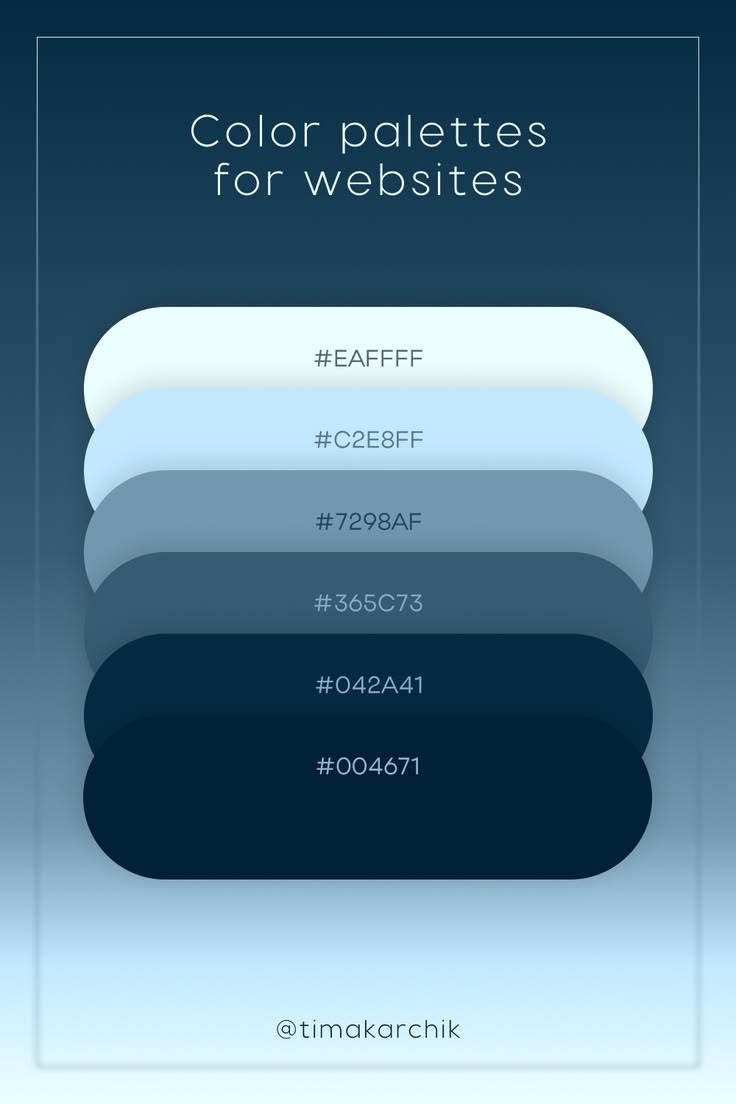 Color palettes
for websites
#EAFFFF
#C2E8FF
#7298AF
#365C73
#042A41
#004671
@timakarchik